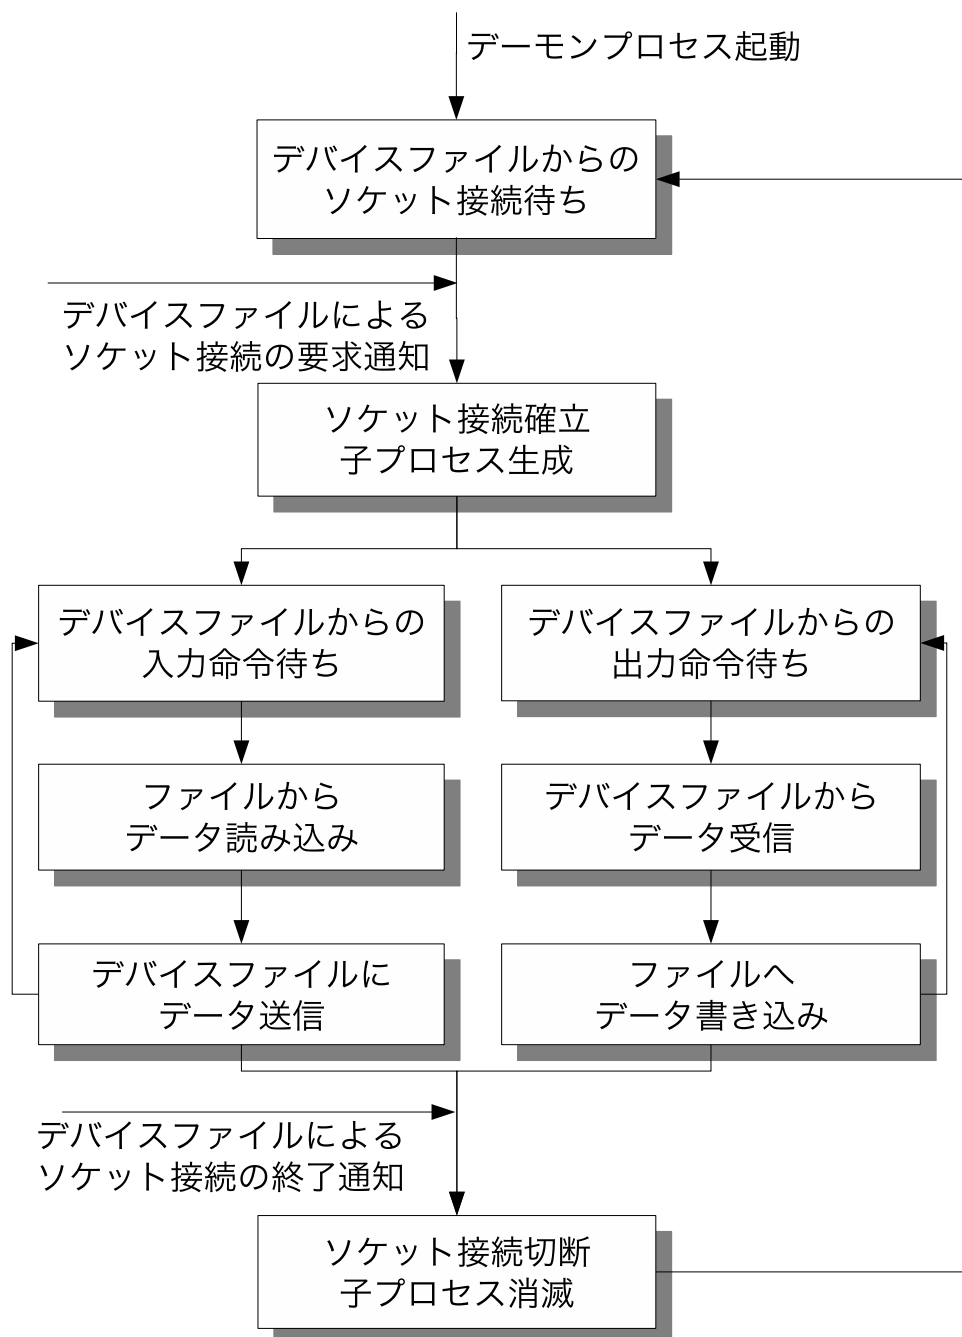 デーモンプロセス起動
デバイスファイルからの
ソケット接続待ち
デバイスファイルによる
ソケット接続の要求通知
ソケット接続確立
子プロセス生成
デバイスファイルからの
入力命令待ち
デバイスファイルからの
出力命令待ち
ファイルから
データ読み込み
デバイスファイルから
データ受信
デバイスファイルに
データ送信
ファイルへ
データ書き込み
デバイスファイルによる
ソケット接続の終了通知
ソケット接続切断
子プロセス消滅